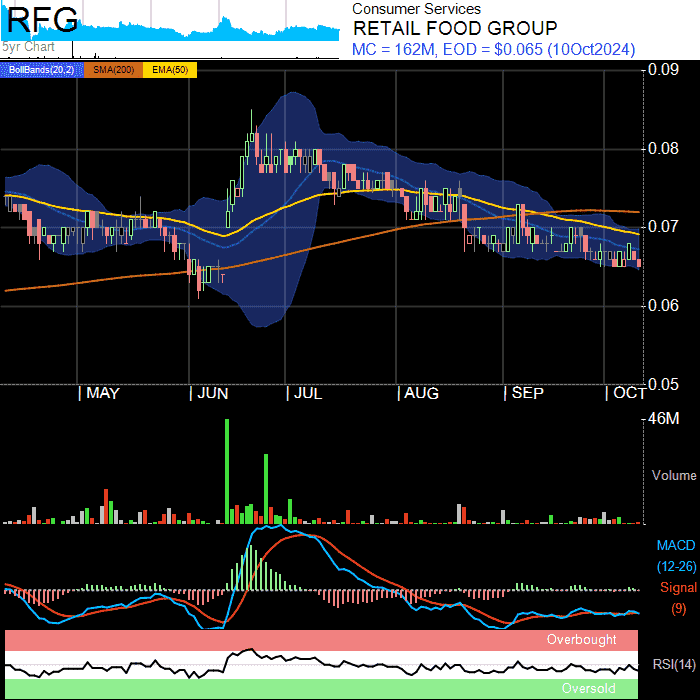 RFG
5yr Chart
Consumer Services
RETAIL FOOD GROUP
MC = 162M, EOD = $0.065 (10Oct2024)
BollBands(20,2) SMA(200) EMA(50)
0.09
0.08
0.07
0.06
0.05
| MAY | JUN | JUL | AUG | SEP | OCT
46M
Volume
MACD
(12-26)
Signal
(9)
Overbought
RSI(14)
Oversold